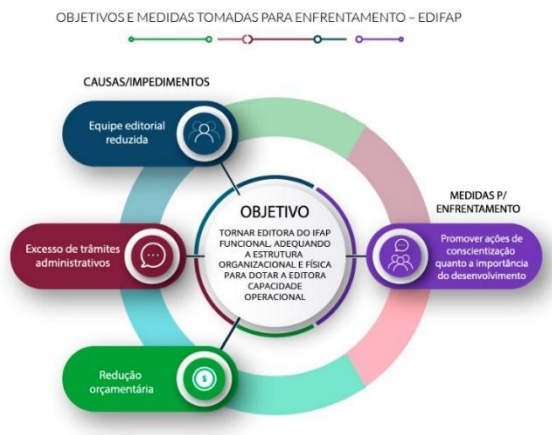 OBJETIVOS E MEDIDAS TOMADAS PARA ENFRENTAMENTO – EDIFAP
CAUSAS/IMPEDIMENTOS
Equipe editorial
reduzida
Excesso de trâmites
administrativos
Redução
orçamentária
OBJETIVO
TORNAR EDITORA DO IFAP
FUNCIONAL, ADEQUANDO
A ESTRUTURA
ORGANIZACIONAL E FÍSICA
PARA DOTAR A EDITORA
CAPACIDADE
OPERACIONAL
MEDIDAS P/
ENFRENTAMENTO
Promover ações de
conscientização
quanto a importância
do desenvolvimento
$